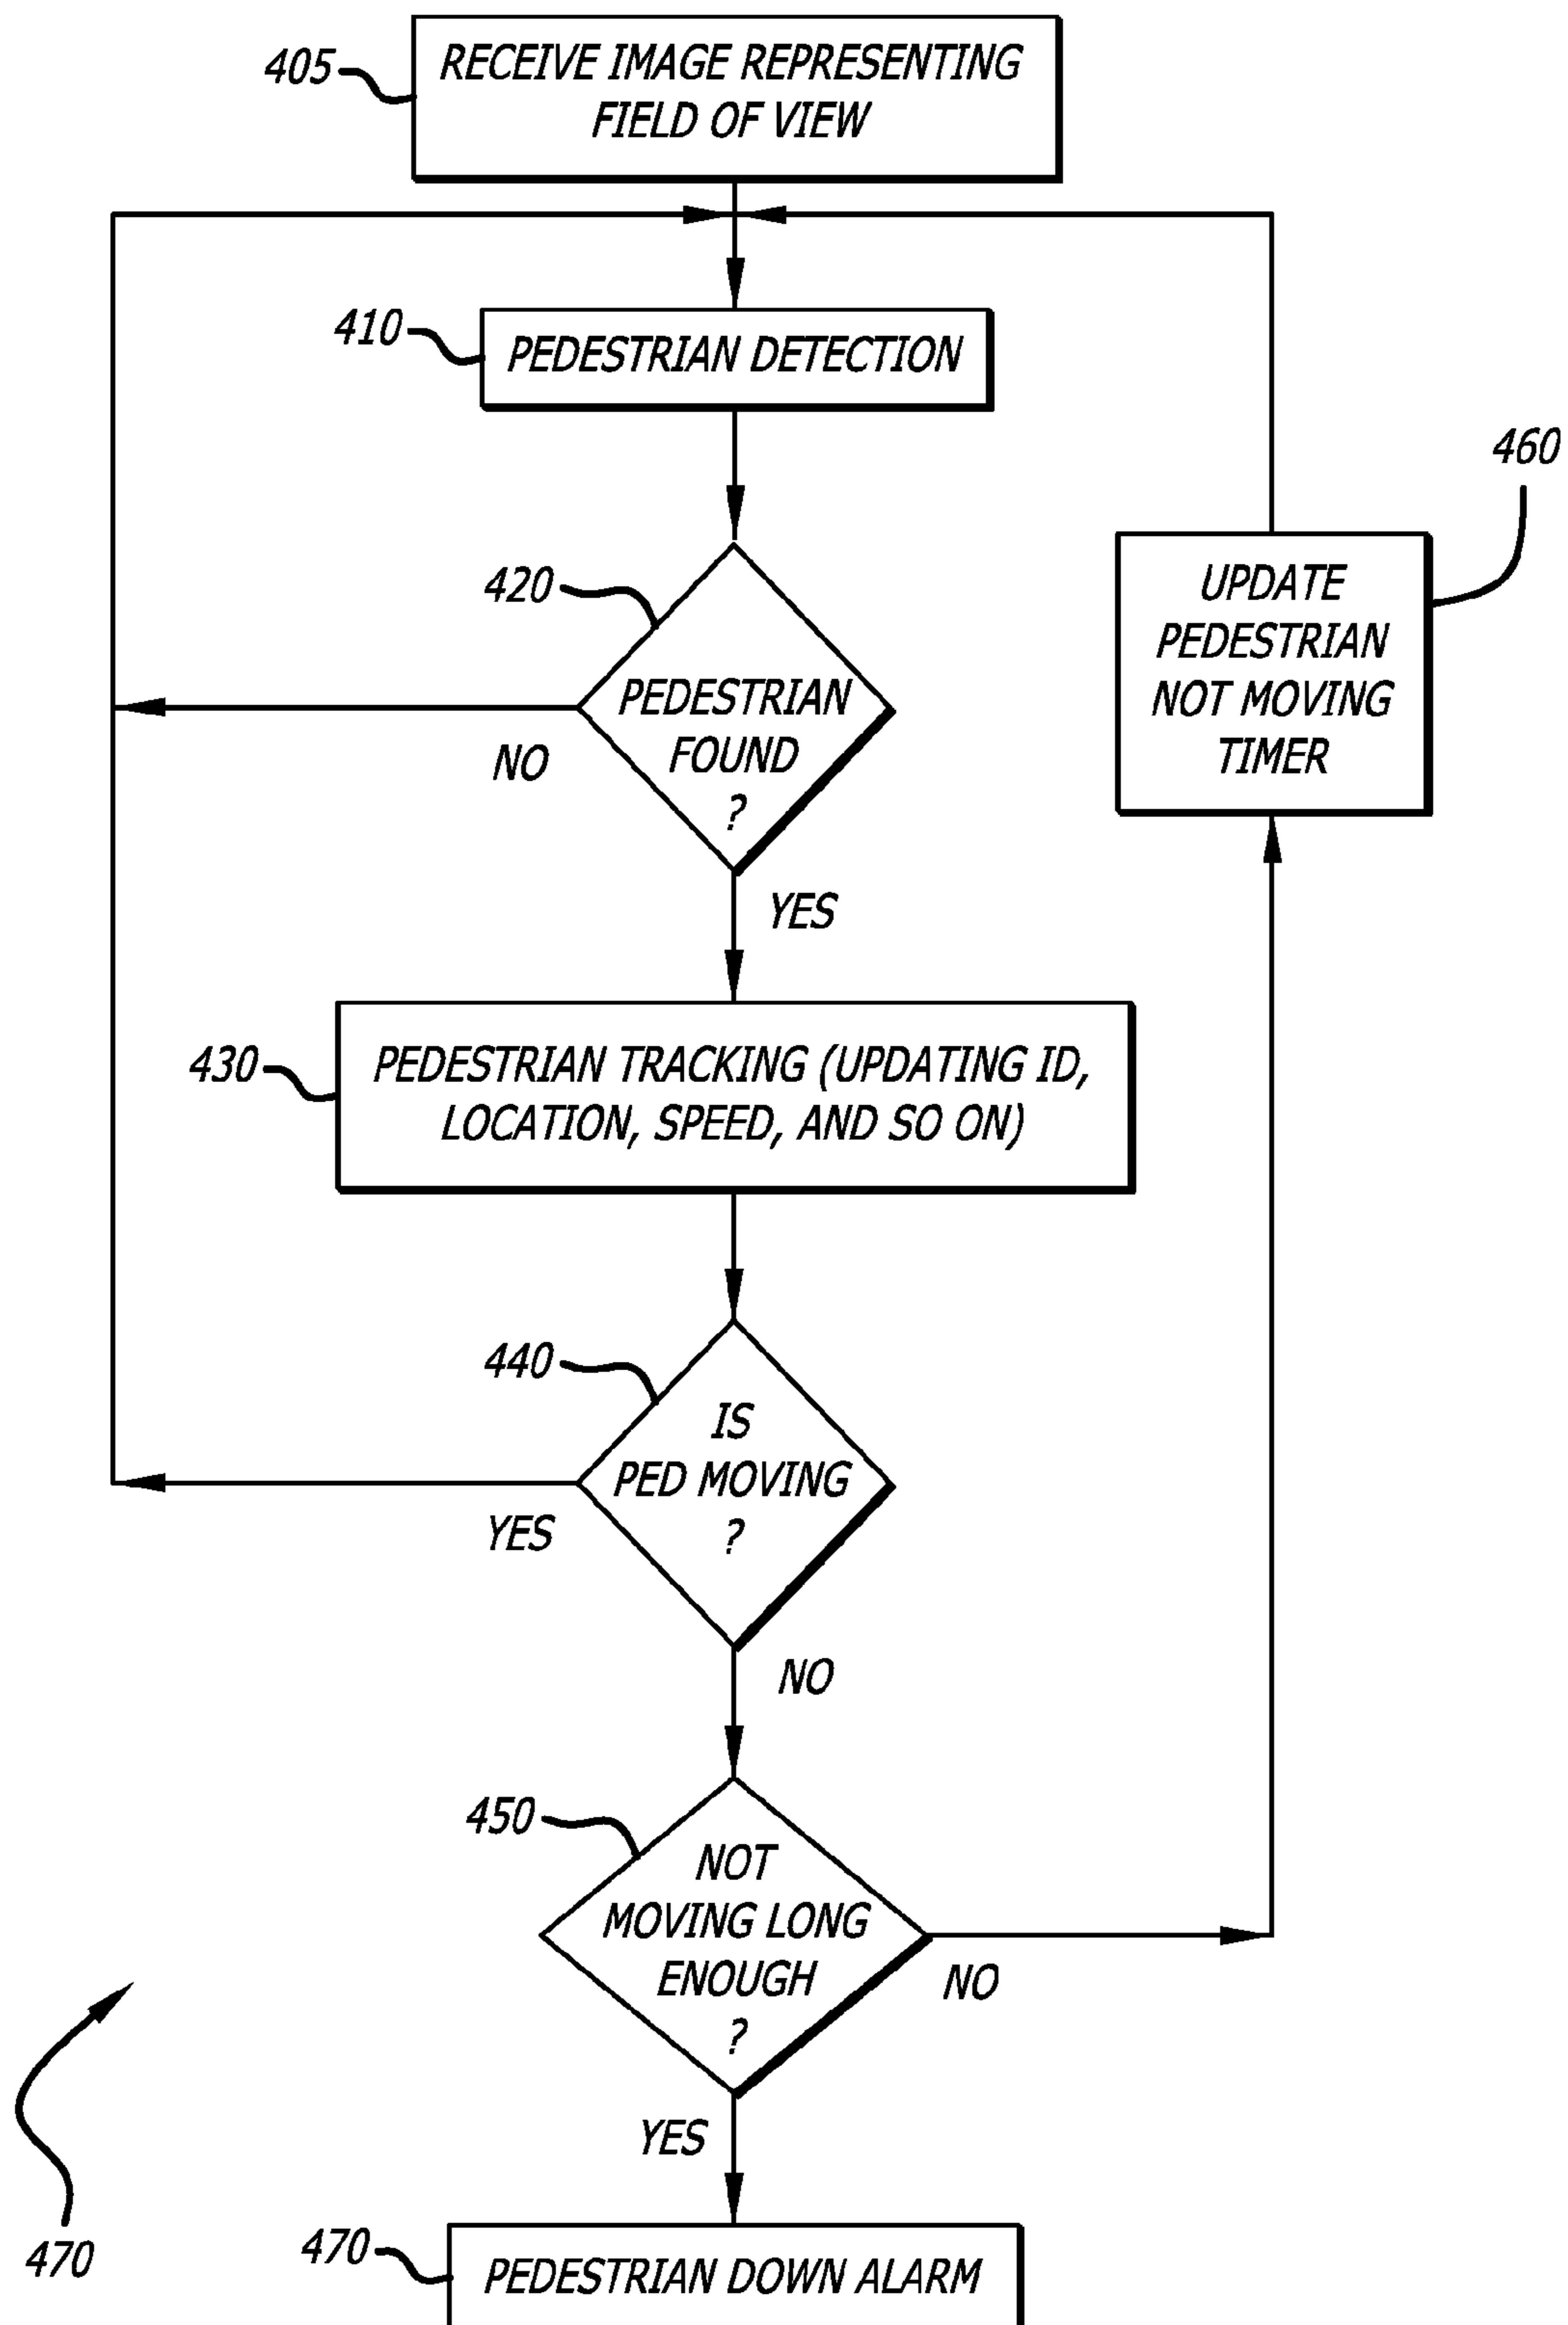 405
RECEIVE IMAGE REPRESENTING
FIELD OF VIEW
410
PEDESTRIAN DETECTION
460
UPDATE
PEDESTRIAN
NOT MOVING
TIMER
420
PEDESTRIAN
FOUND
?
NO
YES
430
PEDESTRIAN TRACKING (UPDATING ID,
LOCATION, SPEED, AND SO ON)
440
IS
PED MOVING
?
YES
NO
450
NOT
MOVING LONG
ENOUGH
?
NO
YES
470
470
PEDESTRIAN DOWN ALARM